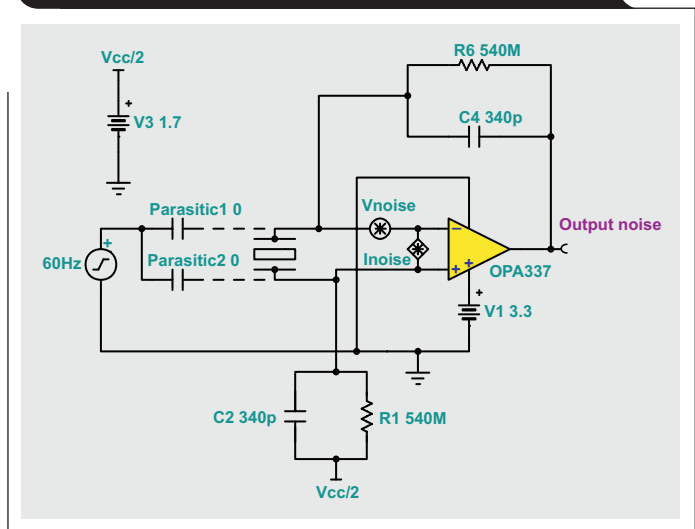 Vcc/2
+
V3 1.7
R6 540M
C4 340p
Parasitic1 0
Vnoise
Output noise
+
60Hz
Parasitic2 0
Inoise
−
+
+
OPA337
+
V1 3.3
C2 340p
R1 540M
Vcc/2